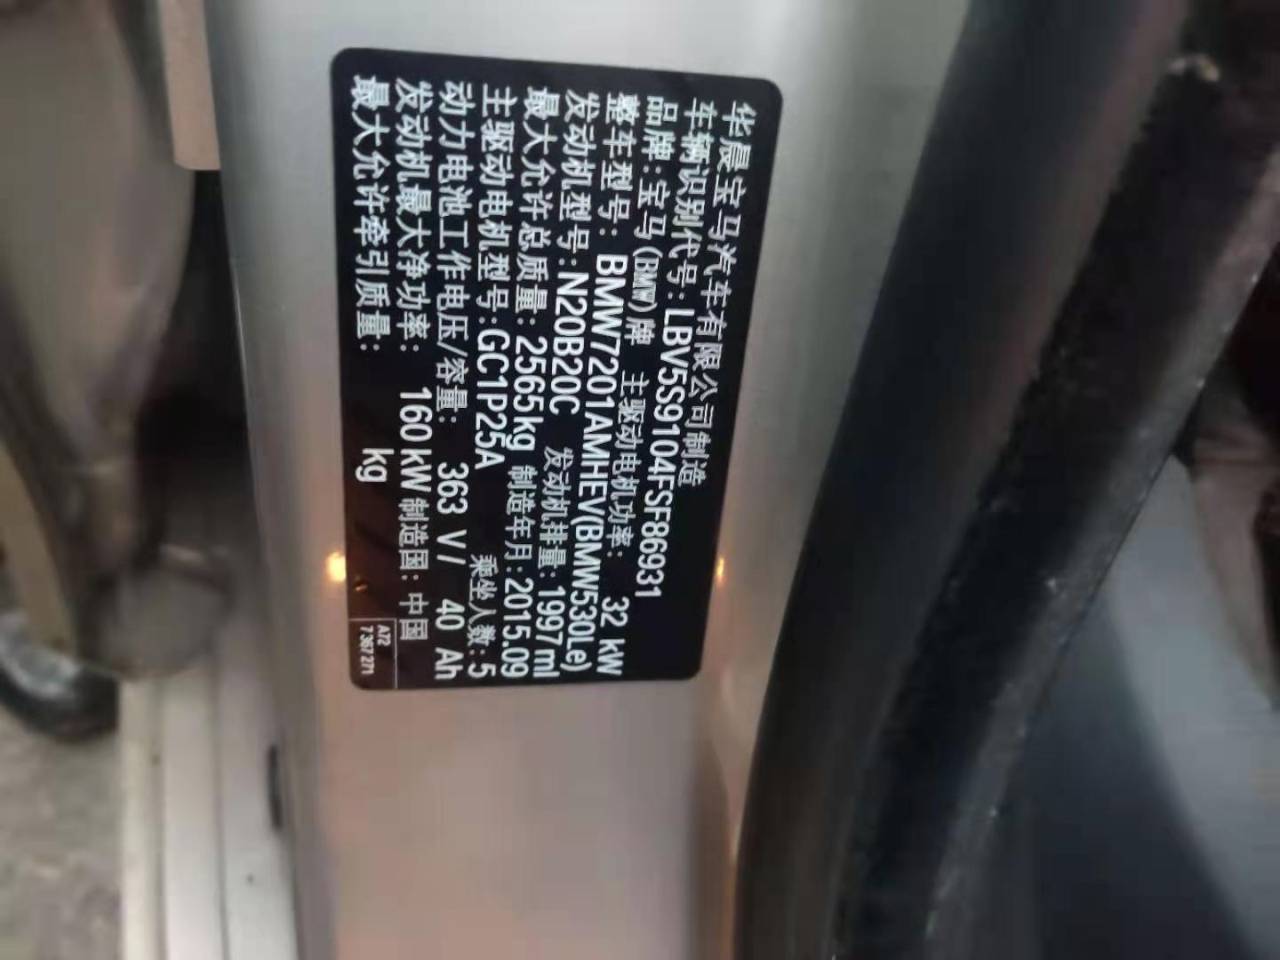 华晨宝马汽车有限公司制造
车辆识别代号:LBV5S9104FSF86931
品牌:宝马(BMW)牌 主驱动电机功率: 32 kW
整车型号: BMW7201AMHEV(BMW530Le)
发动机型号:N20B20C 发动机排量:1997ml
最大允许总质量: 2565kg 制造年月:2015.09
主驱动电机型号:GC1P25A 乘坐人数:5
动力电池工作电压/容量: 363 V/ 40 Ah
发动机最大净功率: 160kW 制造国:中国
最大允许牵引质量: kg
A72
7 367 271